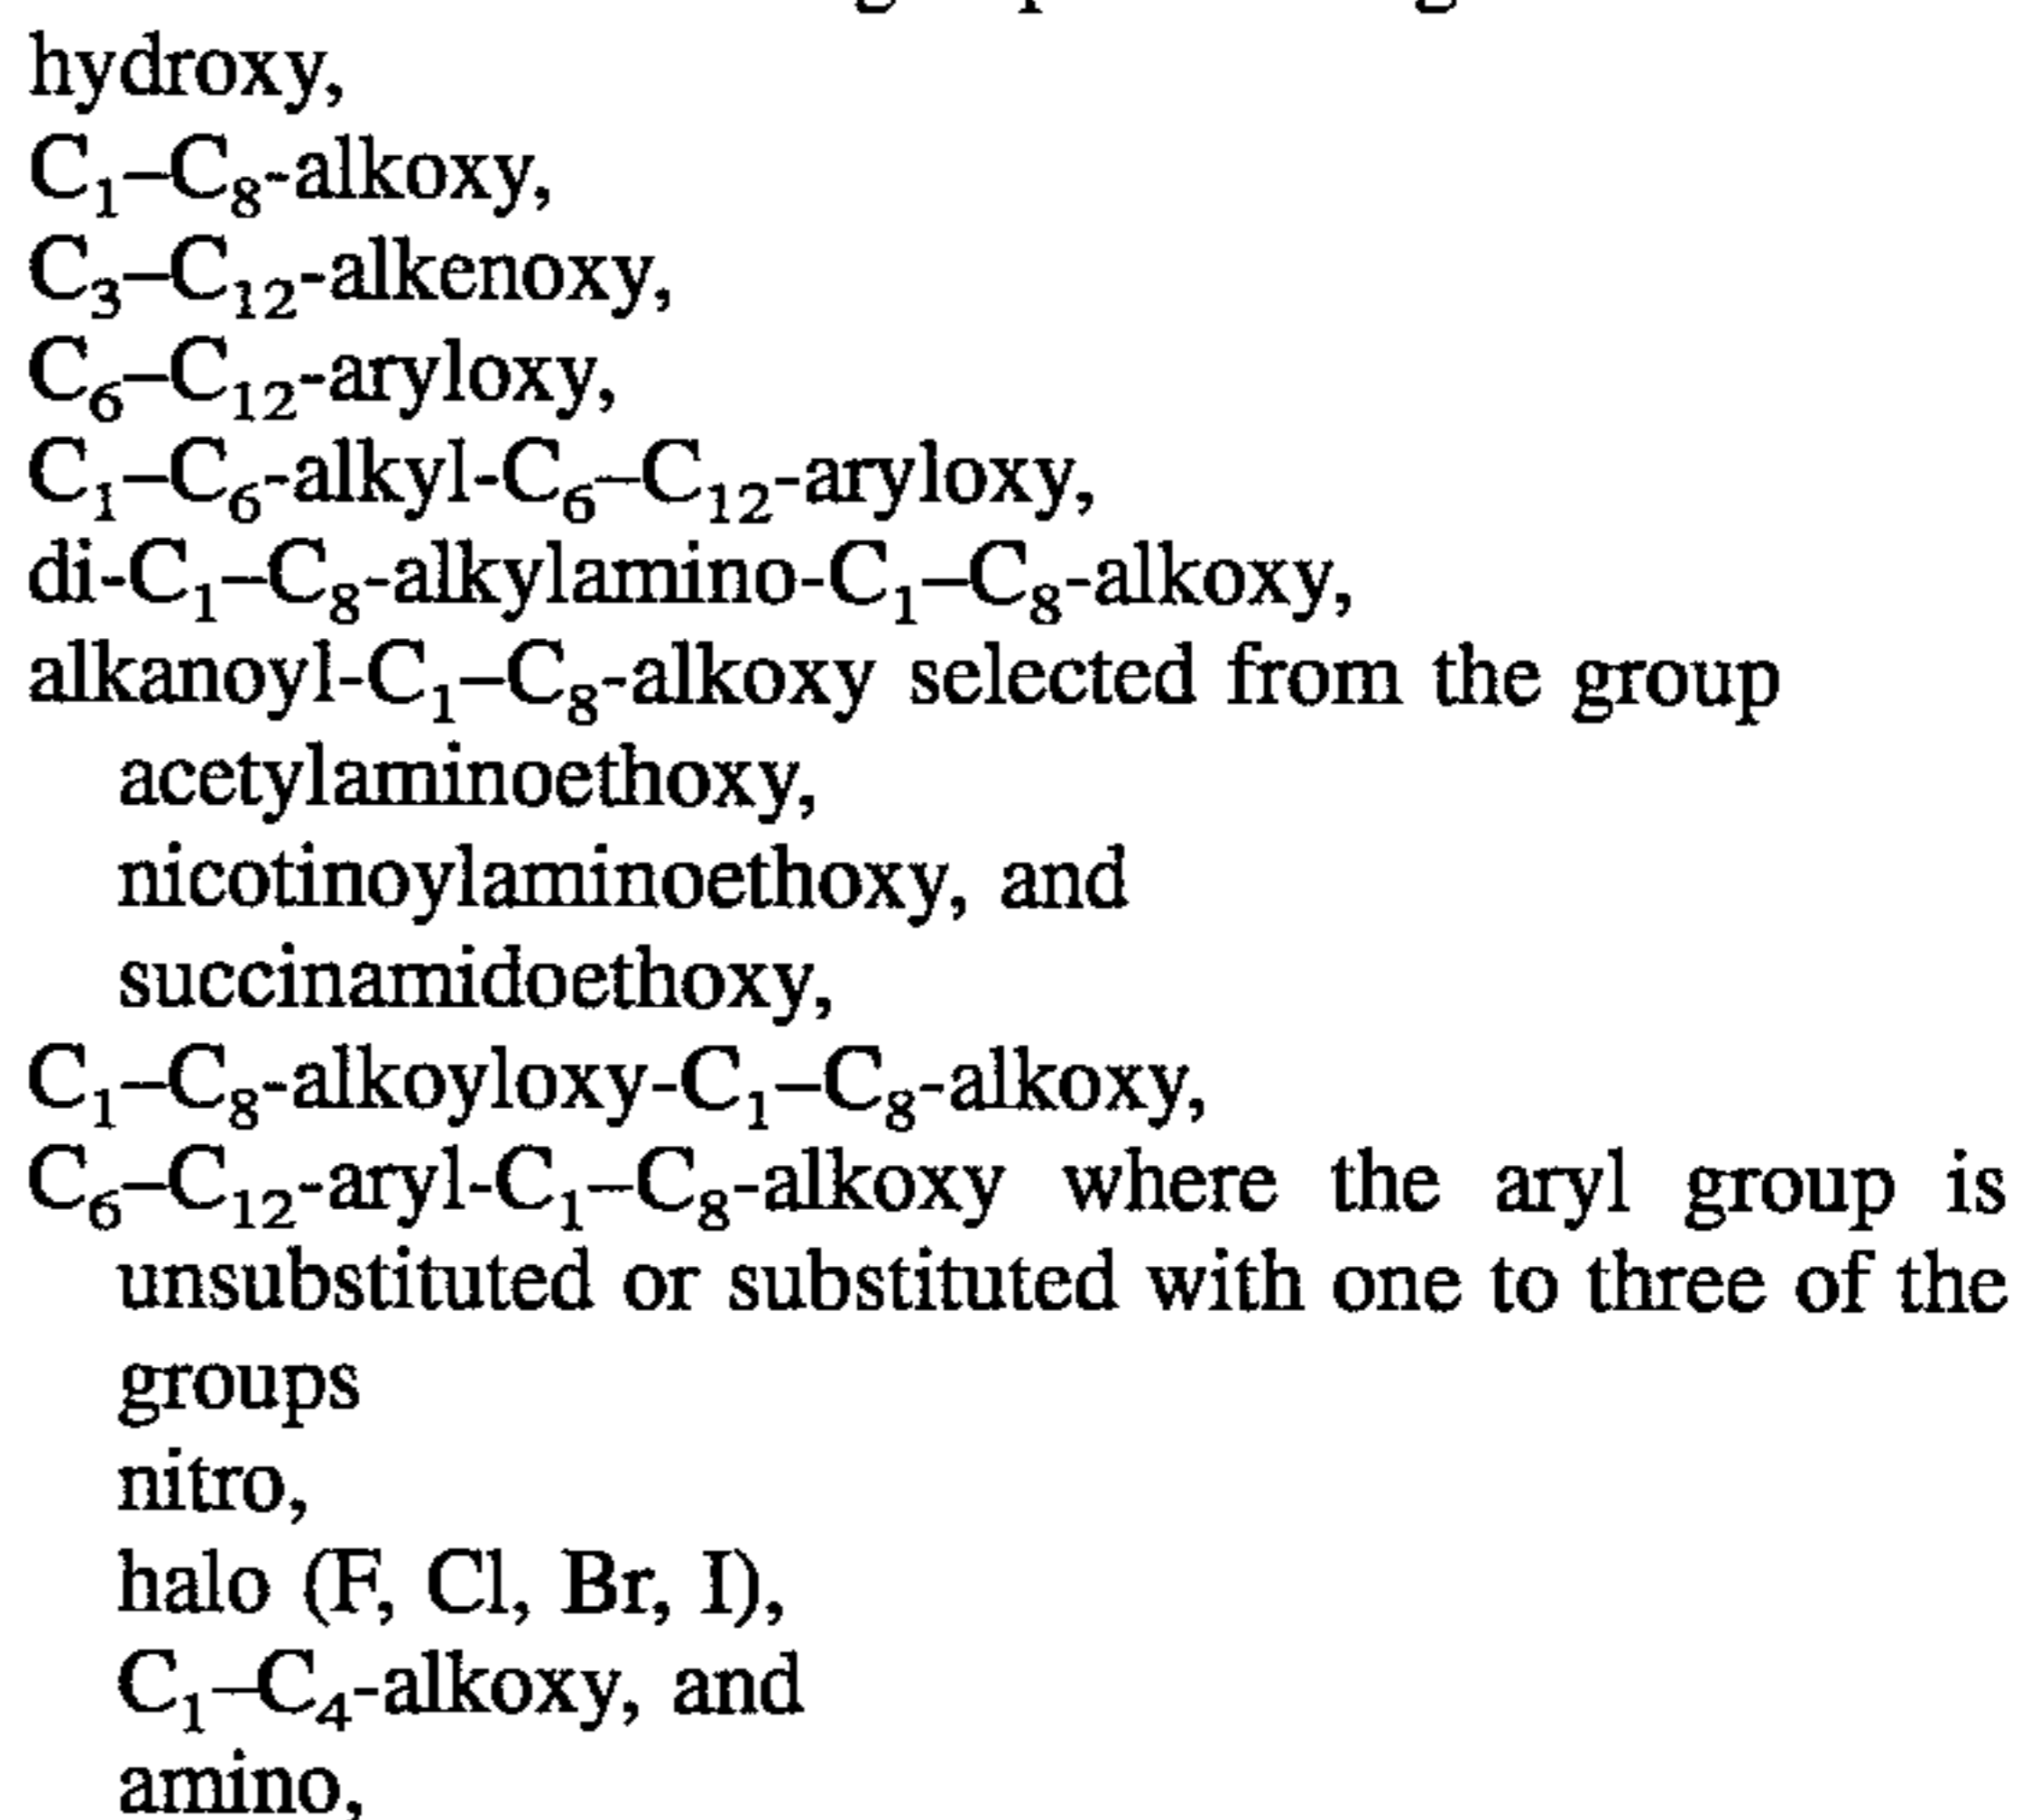 hydroxy,
C₁–C₈-alkoxy,
C₃–C₁₂-alkenoxy,
C₆–C₁₂-aryloxy,
C₁–C₆-alkyl-C₆–C₁₂-aryloxy,
di-C₁–C₈-alkylamino-C₁–C₈-alkoxy,
alkanoyl-C₁–C₈-alkoxy selected from the group
acetylaminoethoxy,
nicotinoylaminoethoxy, and
succinamidoethoxy,
C₁–C₈-alkoyloxy-C₁–C₈-alkoxy,
C₆–C₁₂-aryl-C₁–C₈-alkoxy where the aryl group is
unsubstituted or substituted with one to three of the
groups
nitro,
halo (F, Cl, Br, I),
C₁–C₄-alkoxy, and
amino,